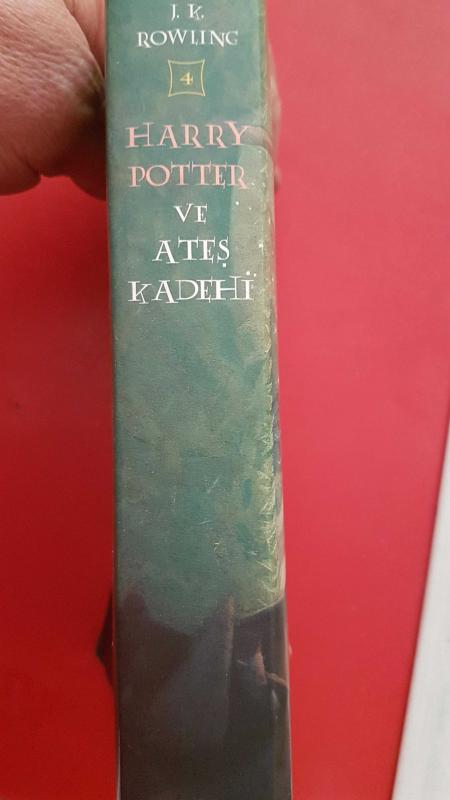 J. K.
ROWLING
4
HARRY
POTTER
VE
ATEŞ
KADEHİ